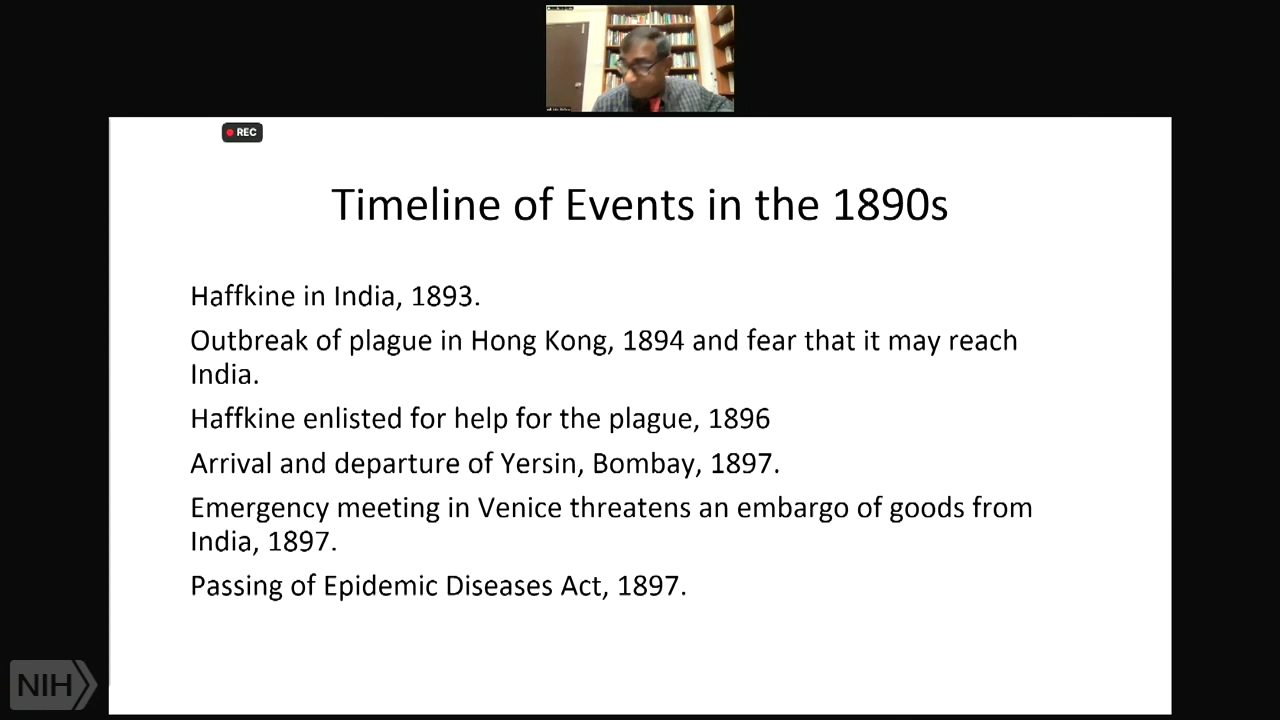 REC
Timeline of Events in the 1890s
Haffkine in India, 1893.
Outbreak of plague in Hong Kong, 1894 and fear that it may reach
India.
Haffkine enlisted for help for the plague, 1896
Arrival and departure of Yersin, Bombay, 1897.
Emergency meeting in Venice threatens an embargo of goods from
India, 1897.
Passing of Epidemic Diseases Act, 1897.
NIH